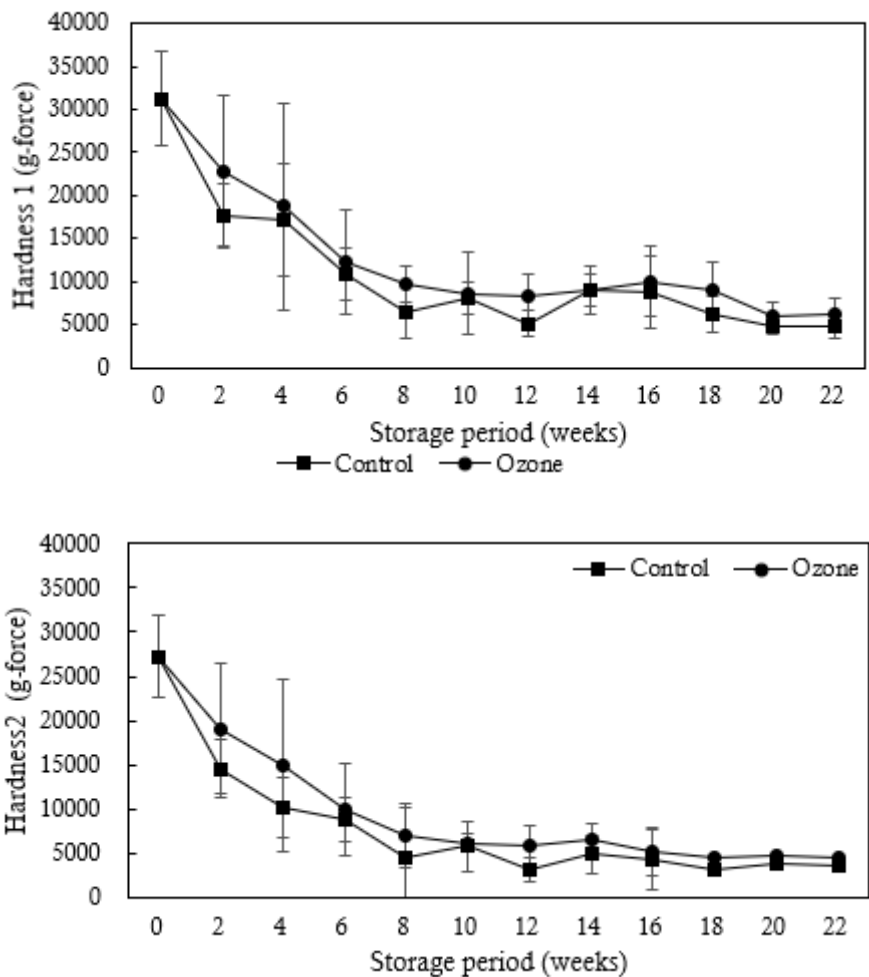 40000
35000
30000
25000
20000
15000
10000
5000
0
Hardness 1 (g-force)
0 2 4 6 8 10 12 14 16 18 20 22
Storage period (weeks)
Control Ozone
40000
35000
30000
25000
20000
15000
10000
5000
0
Hardness2 (g-force)
Control Ozone
0 2 4 6 8 10 12 14 16 18 20 22
Storage period (weeks)